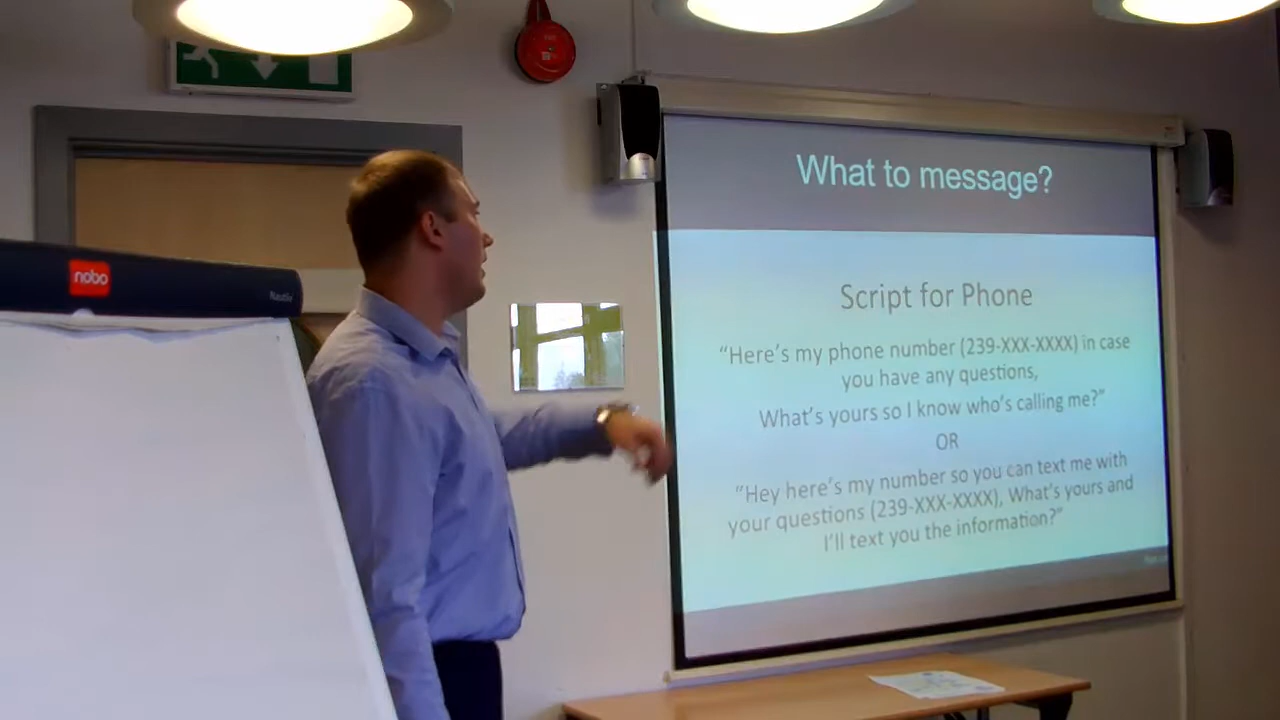 What to message?
Script for Phone
"Here's my phone number (239-XXX-XXXX) in case
you have any questions,
What's yours so I know who's calling me?"
OR
"Hey here's my number so you can text me with
your questions (239-XXX-XXXX), What's yours and
I'll text you the information?"
nobo